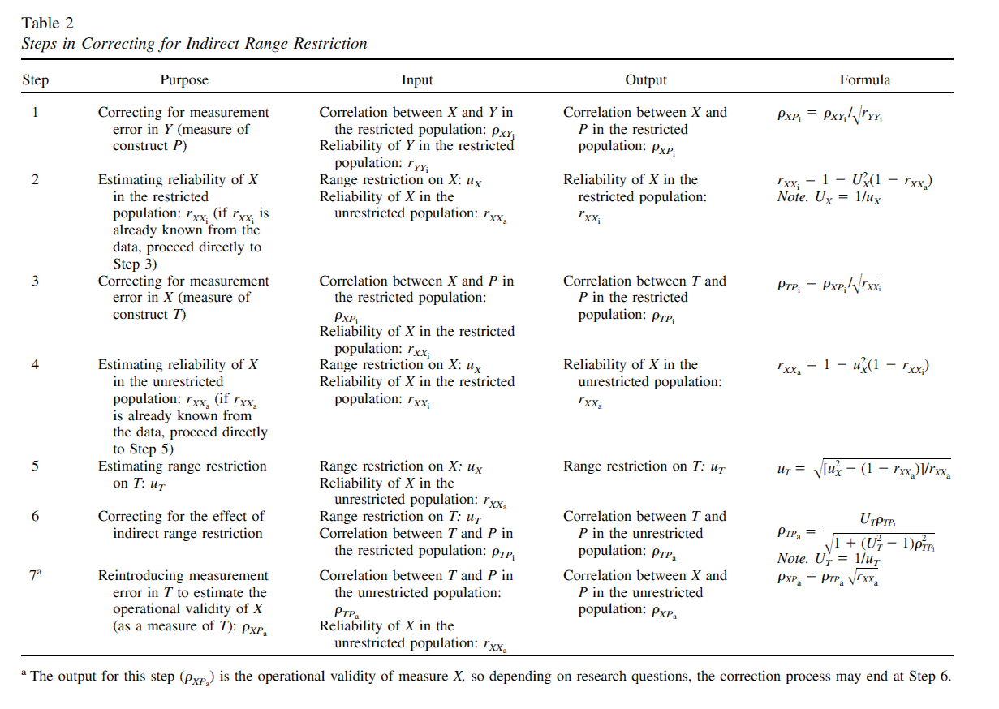 Table 2
Steps in Correcting for Indirect Range Restriction
Step Purpose Input Output Formula
1 Correcting for measurement error in Y (measure of construct P) Correlation between X and Y in the restricted population: ρXYᵢ Reliability of Y in the restricted population: rYYᵢ Correlation between X and P in the restricted population: ρXPᵢ ρXPᵢ = ρXYᵢ/√rYYᵢ
2 Estimating reliability of X in the restricted population: rXXᵢ (if rXXᵢ is already known from the data, proceed directly to Step 3) Range restriction on X: uX Reliability of X in the unrestricted population: rXXₐ Reliability of X in the restricted population: rXXᵢ rXXᵢ = 1 − U²X(1 − rXXₐ) Note. UX = 1/uX
3 Correcting for measurement error in X (measure of construct T) Correlation between X and P in the restricted population: ρXPᵢ Reliability of X in the restricted population: rXXᵢ Correlation between T and P in the restricted population: ρTPᵢ ρTPᵢ = ρXPᵢ/√rXXᵢ
4 Estimating reliability of X in the unrestricted population: rXXₐ (if rXXₐ is already known from the data, proceed directly to Step 5) Range restriction on X: uX Reliability of X in the restricted population: rXXᵢ Reliability of X in the unrestricted population: rXXₐ rXXₐ = 1 − u²X(1 − rXXᵢ)
5 Estimating range restriction on T: uT Range restriction on X: uX Reliability of X in the unrestricted population: rXXₐ Range restriction on T: uT uT = √[u²X − (1 − rXXₐ)]/rXXₐ
6 Correcting for the effect of indirect range restriction Range restriction on T: uT Correlation between T and P in the restricted population: ρTPᵢ Correlation between T and P in the unrestricted population: ρTPₐ ρTPₐ = UTρTPᵢ / √1 + (U²T − 1)ρ²TPᵢ Note. UT = 1/uT
7ᵃ Reintroducing measurement error in T to estimate the operational validity of X (as a measure of T): ρXPₐ Correlation between T and P in the unrestricted population: ρTPₐ Reliability of X in the unrestricted population: rXXₐ Correlation between X and P in the unrestricted population: ρXPₐ ρXPₐ = ρTPₐ √rXXₐ
ᵃ The output for this step (ρXPₐ) is the operational validity of measure X, so depending on research questions, the correction process may end at Step 6.